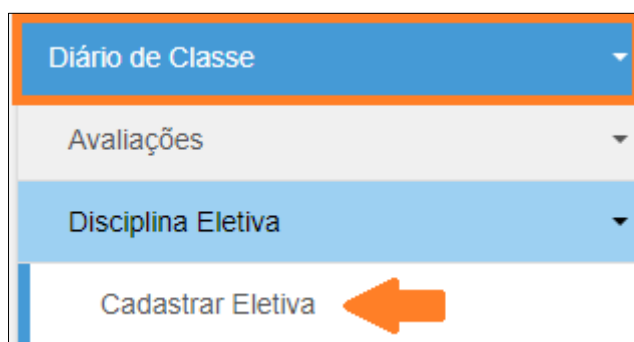 Diário de Classe
Avaliações
Disciplina Eletiva
Cadastrar Eletiva